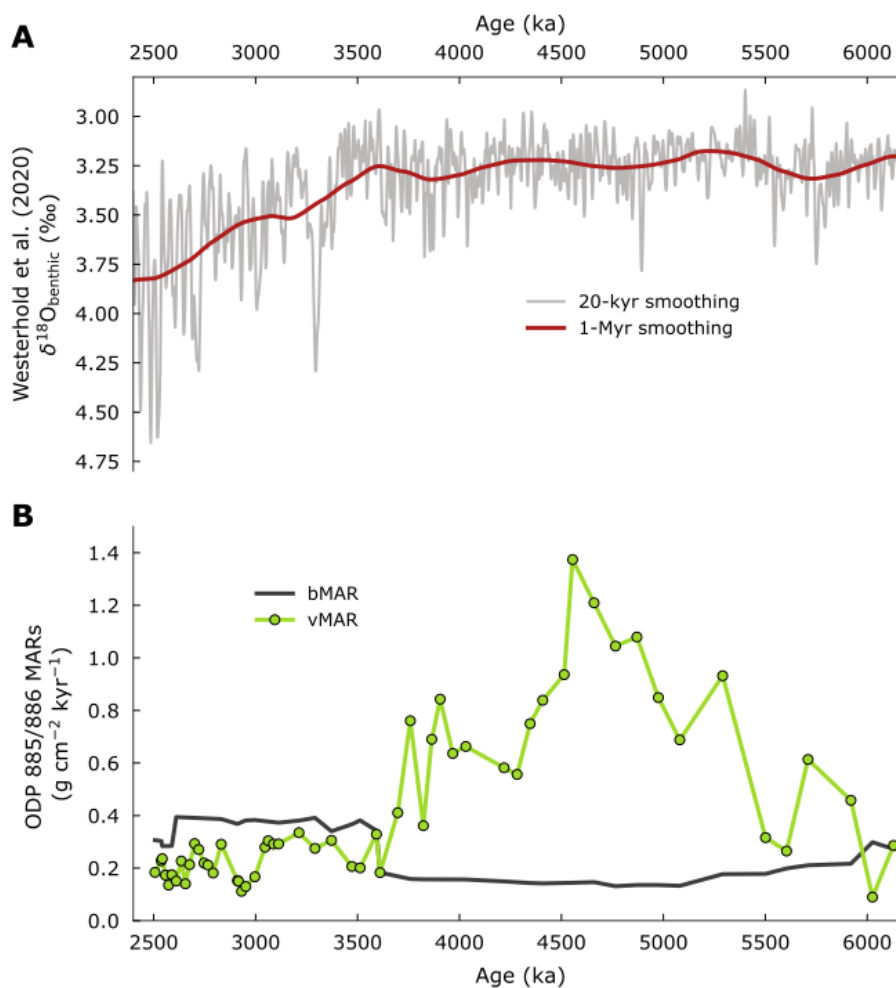 A
Age (ka)
2500 3000 3500 4000 4500 5000 5500 6000
Westerhold et al. (2020)
δ¹⁸O_benthic (‰)
3.00
3.25
3.50
3.75
4.00
4.25
4.50
4.75
20-kyr smoothing
1-Myr smoothing
B
ODP 885/886 MARs
(g cm⁻² kyr⁻¹)
1.4
1.2
1.0
0.8
0.6
0.4
0.2
0.0
bMAR
vMAR
2500 3000 3500 4000 4500 5000 5500 6000
Age (ka)